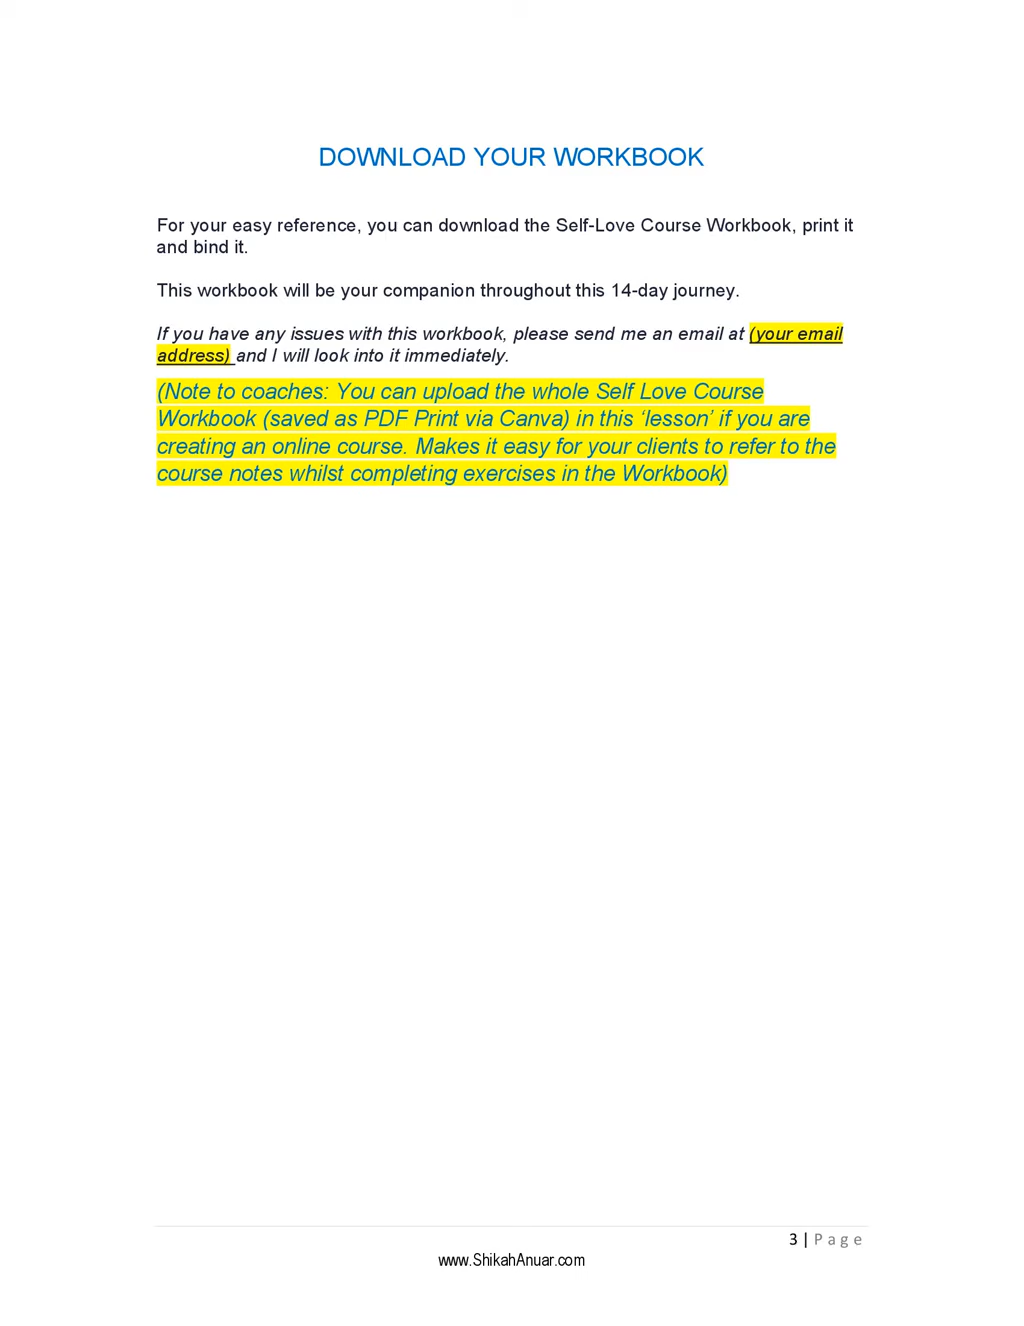 DOWNLOAD YOUR WORKBOOK
For your easy reference, you can download the Self-Love Course Workbook, print it
and bind it.
This workbook will be your companion throughout this 14-day journey.
If you have any issues with this workbook, please send me an email at (your email
address) and I will look into it immediately.
(Note to coaches: You can upload the whole Self Love Course
Workbook (saved as PDF Print via Canva) in this ‘lesson’ if you are
creating an online course. Makes it easy for your clients to refer to the
course notes whilst completing exercises in the Workbook)
3 | Page
www.ShikahAnuar.com